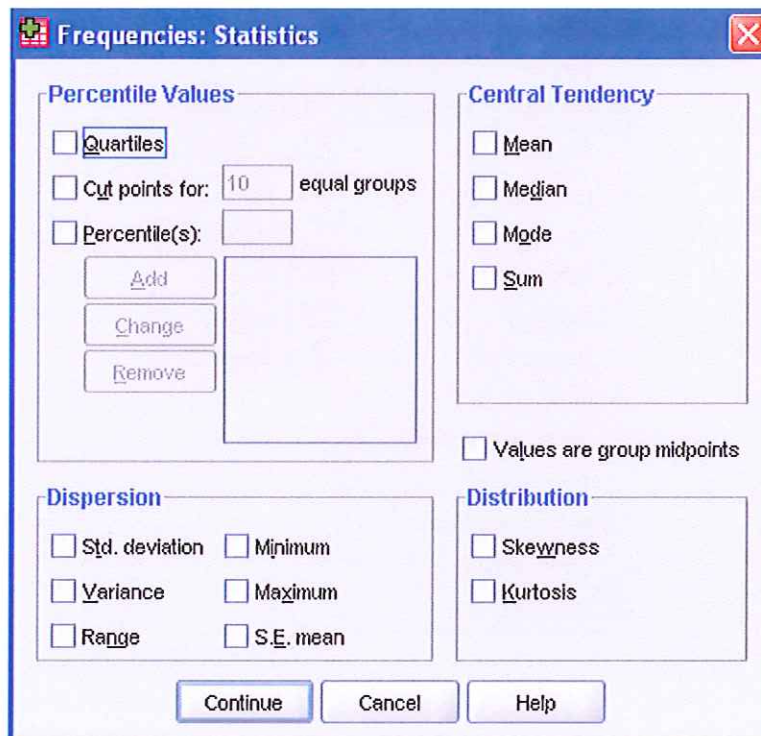 Frequencies: Statistics
Percentile Values
Quartiles
Cut points for: 10 equal groups
Percentile(s):
Add
Change
Remove
Central Tendency
Mean
Median
Mode
Sum
Values are group midpoints
Dispersion
Std. deviation Minimum
Variance Maximum
Range S.E. mean
Distribution
Skewness
Kurtosis
Continue Cancel Help